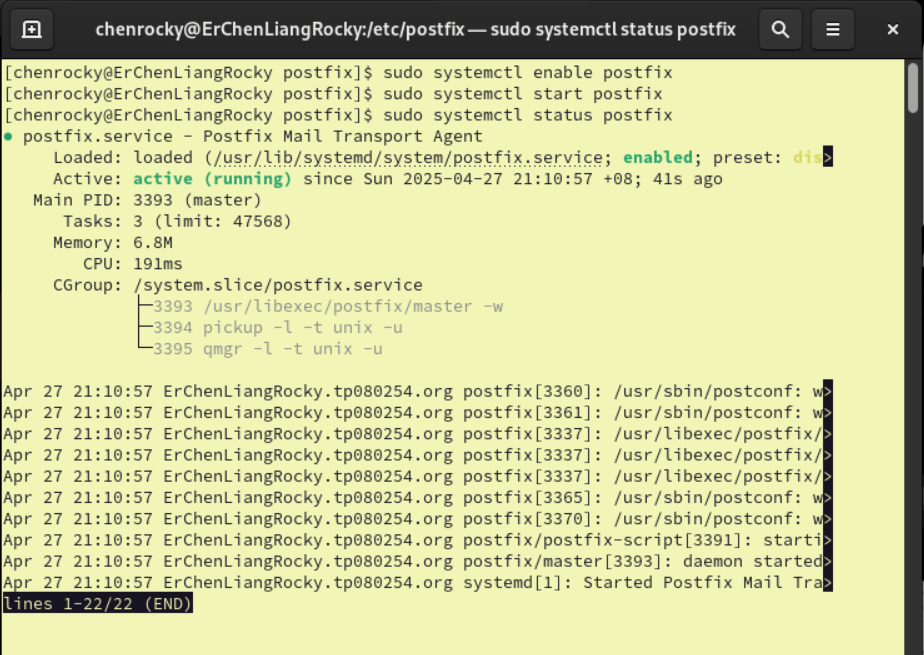 chenrocky@ErChenLiangRocky:/etc/postfix — sudo systemctl status postfix
[chenrocky@ErChenLiangRocky postfix]$ sudo systemctl enable postfix
[chenrocky@ErChenLiangRocky postfix]$ sudo systemctl start postfix
[chenrocky@ErChenLiangRocky postfix]$ sudo systemctl status postfix
● postfix.service - Postfix Mail Transport Agent
     Loaded: loaded (/usr/lib/systemd/system/postfix.service; enabled; preset: dis>
     Active: active (running) since Sun 2025-04-27 21:10:57 +08; 41s ago
   Main PID: 3393 (master)
      Tasks: 3 (limit: 47568)
     Memory: 6.8M
        CPU: 191ms
     CGroup: /system.slice/postfix.service
             ├─3393 /usr/libexec/postfix/master -w
             ├─3394 pickup -l -t unix -u
             └─3395 qmgr -l -t unix -u
Apr 27 21:10:57 ErChenLiangRocky.tp080254.org postfix[3360]: /usr/sbin/postconf: w>
Apr 27 21:10:57 ErChenLiangRocky.tp080254.org postfix[3361]: /usr/sbin/postconf: w>
Apr 27 21:10:57 ErChenLiangRocky.tp080254.org postfix[3337]: /usr/libexec/postfix/>
Apr 27 21:10:57 ErChenLiangRocky.tp080254.org postfix[3337]: /usr/libexec/postfix/>
Apr 27 21:10:57 ErChenLiangRocky.tp080254.org postfix[3337]: /usr/libexec/postfix/>
Apr 27 21:10:57 ErChenLiangRocky.tp080254.org postfix[3365]: /usr/sbin/postconf: w>
Apr 27 21:10:57 ErChenLiangRocky.tp080254.org postfix[3370]: /usr/sbin/postconf: w>
Apr 27 21:10:57 ErChenLiangRocky.tp080254.org postfix/postfix-script[3391]: starti>
Apr 27 21:10:57 ErChenLiangRocky.tp080254.org postfix/master[3393]: daemon started>
Apr 27 21:10:57 ErChenLiangRocky.tp080254.org systemd[1]: Started Postfix Mail Tra>
lines 1-22/22 (END)